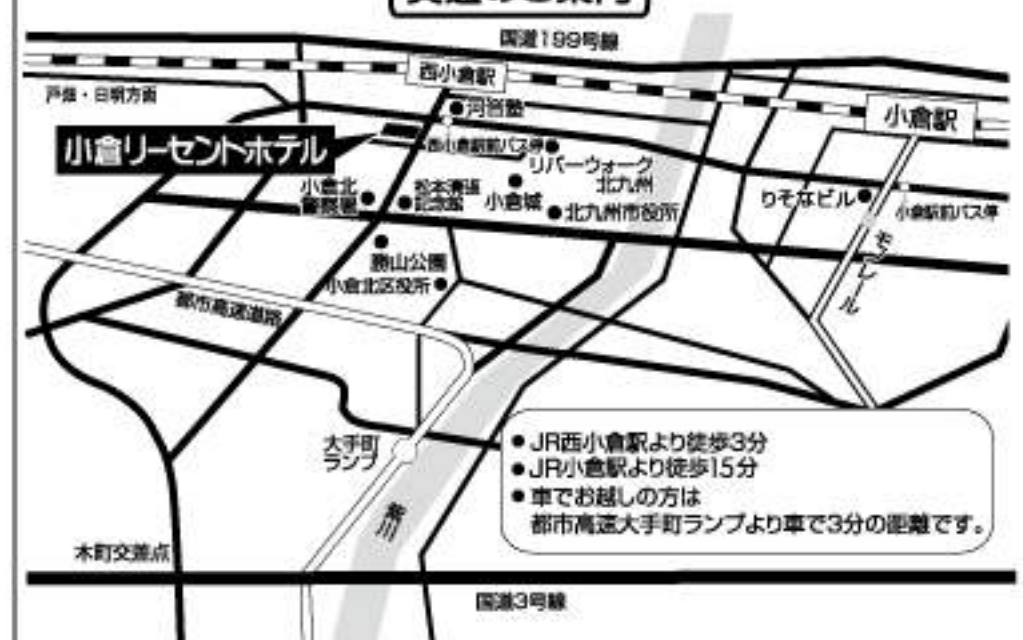 交通のご案内
国道199号線
西小倉駅
戸畑・日明方面
河合塾
小倉駅
小倉リーセントホテル
西小倉駅前バス停
リバーウォーク
北九州
小倉北
警察署
松本清張
記念館
小倉城
北九州市役所
りそなビル
小倉駅前バス停
モノレール
勝山公園
小倉北区役所
都市高速道路
大手町
ランプ
紫川
●JR西小倉駅より徒歩3分
●JR小倉駅より徒歩15分
●車でお越しの方は
都市高速大手町ランプより車で3分の距離です。
木町交差点
国道3号線